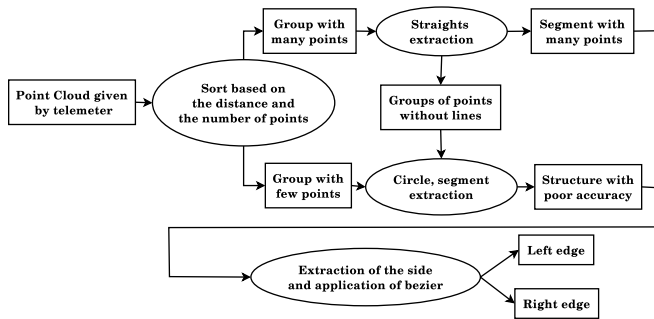 Group with
many points
Straights
extraction
Segment with
many points
Point Cloud given
by telemeter
Sort based on
the distance and
the number of points
Groups of points
without lines
Group with
few points
Circle, segment
extraction
Structure with
poor accuracy
Extraction of the side
and application of bezier
Left edge
Right edge